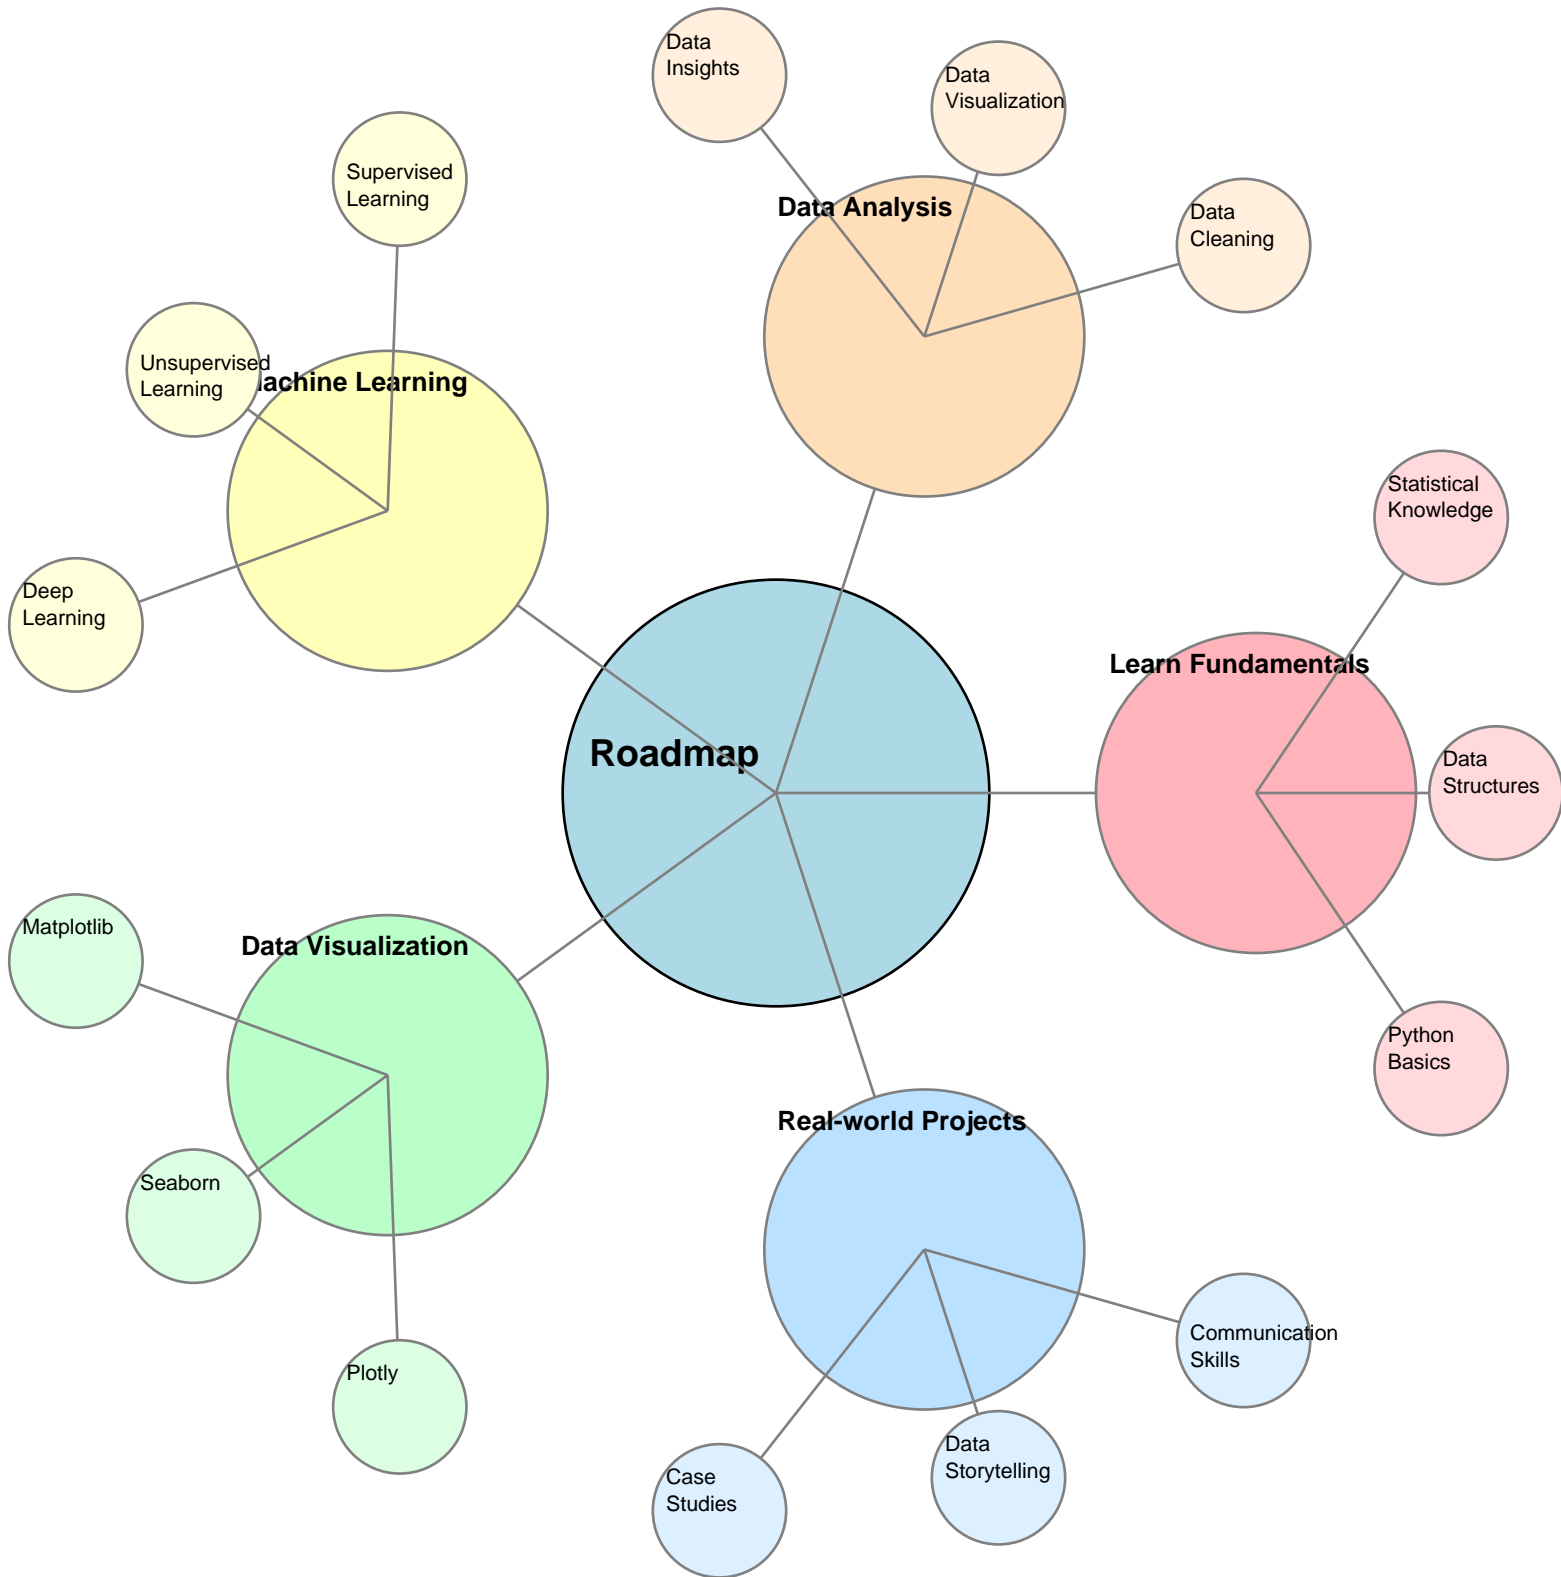 Data
Insights
Data
Visualization
Supervised
Learning
Data Analysis
Data
Cleaning
Unsupervised
Learning
achine Learning
Statistical
Knowledge
Deep
Learning
Learn Fundamentals
Roadmap
Data
Structures
Matplotlib
Data Visualization
Python
Basics
Real-world Projects
Seaborn
Communication
Skills
Plotly
Data
Storytelling
Case
Studies